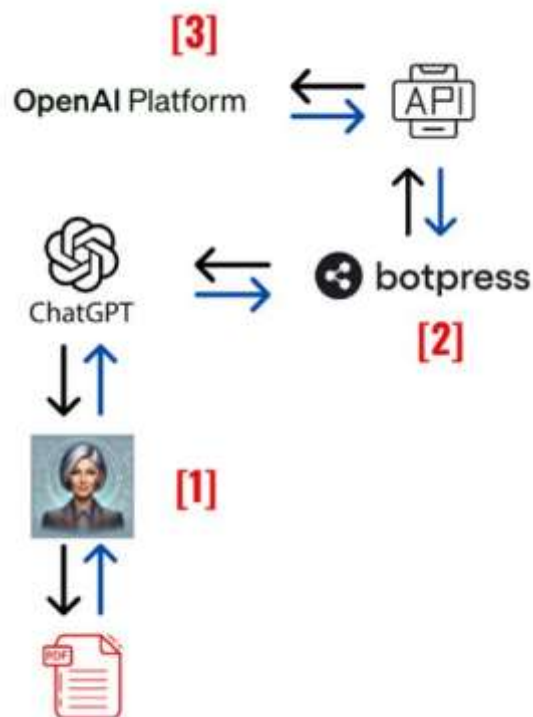 [3]
OpenAI Platform
API
botpress
ChatGPT
[2]
[1]
PDF